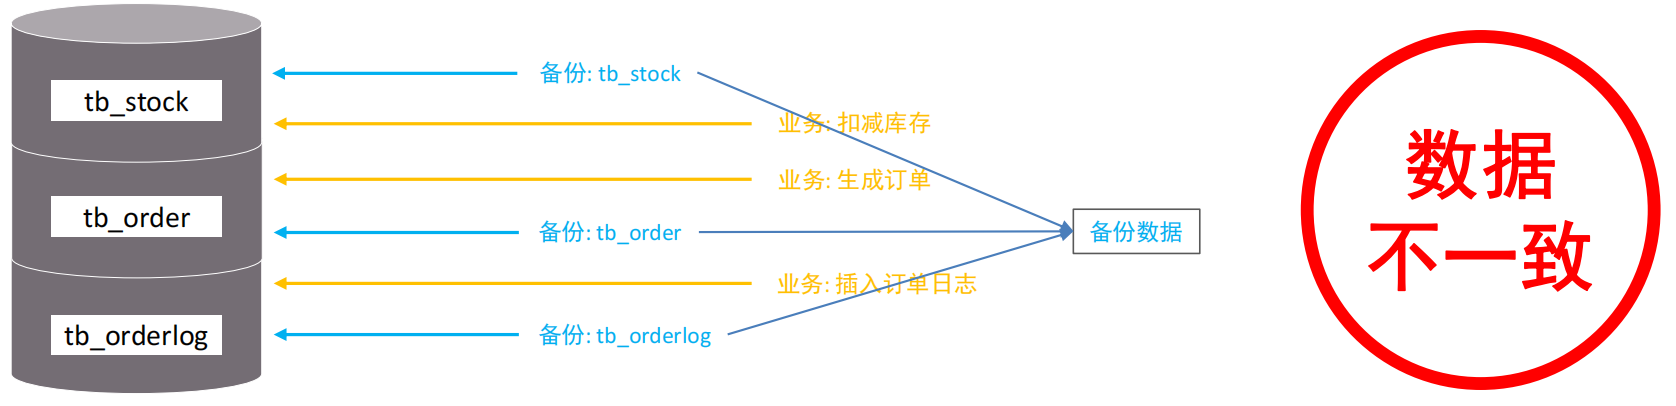 备份: tb_stock
tb_stock
业务: 扣减库存
业务: 生成订单
tb_order
备份: tb_order
备份数据
业务: 插入订单日志
tb_orderlog
备份: tb_orderlog
数据
不一致